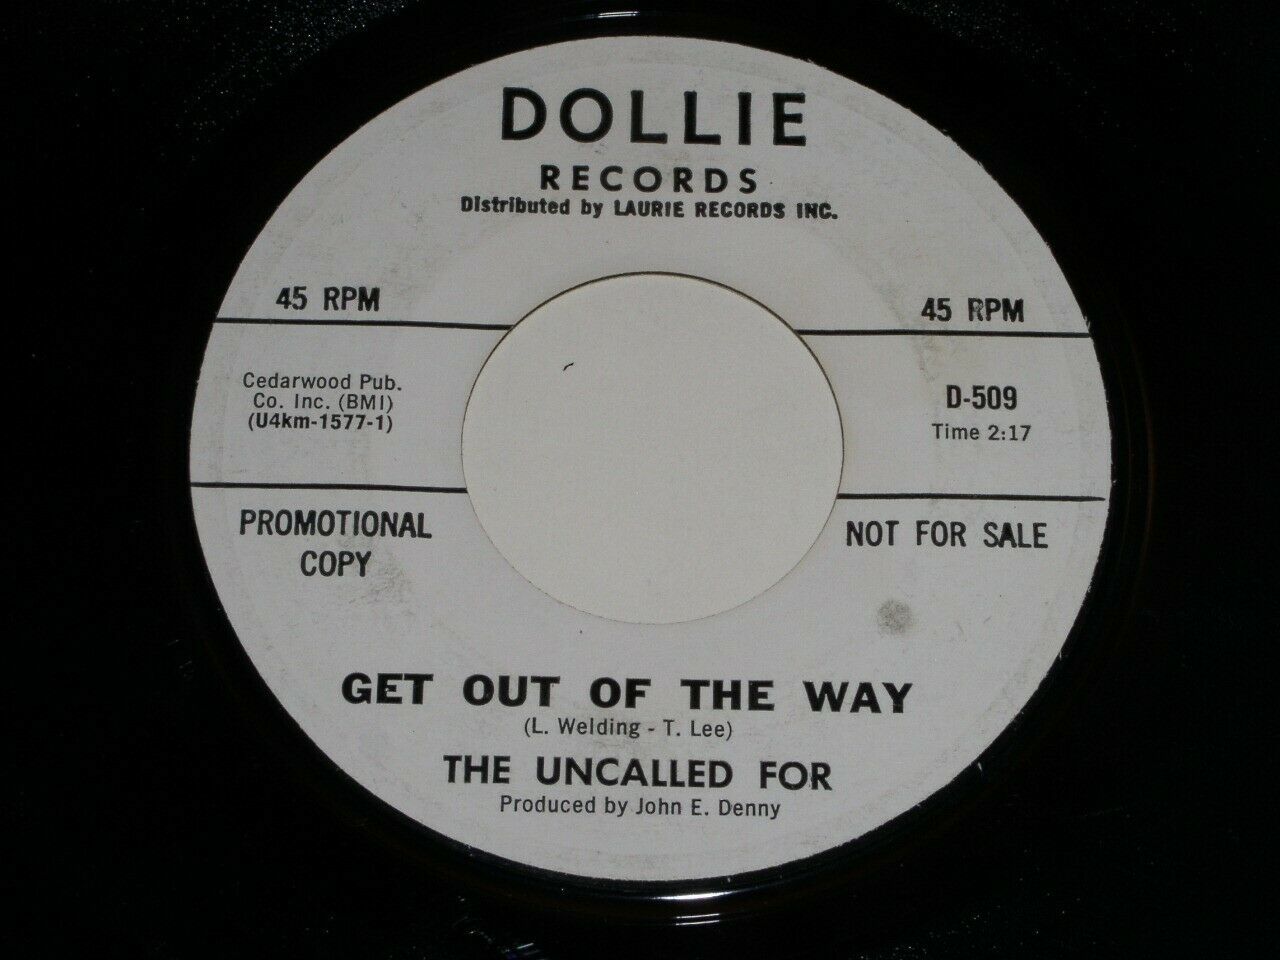 DOLLIE
RECORDS
Distributed by LAURIE RECORDS INC.
45 RPM
45 RPM
Cedarwood Pub.
Co. Inc. (BMI)
(U4km-1577-1)
D-509
Time 2:17
PROMOTIONAL
COPY
NOT FOR SALE
GET OUT OF THE WAY
(L. Welding - T. Lee)
THE UNCALLED FOR
Produced by John E. Denny